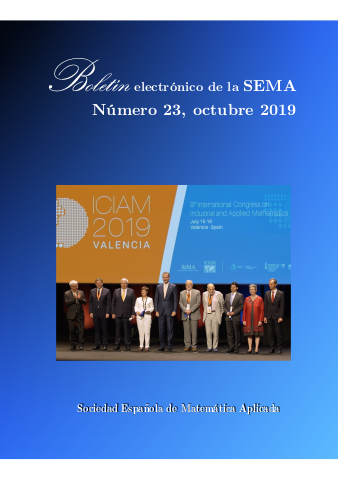 Boletín electrónico de la SEMA
Número 23, octubre 2019
ICIAM
2019
VALENCIA
9th International Congress on
Industrial and Applied Mathematics
July 15-19
Valencia - Spain
SēMA
Sociedad Española de Matemática Aplicada